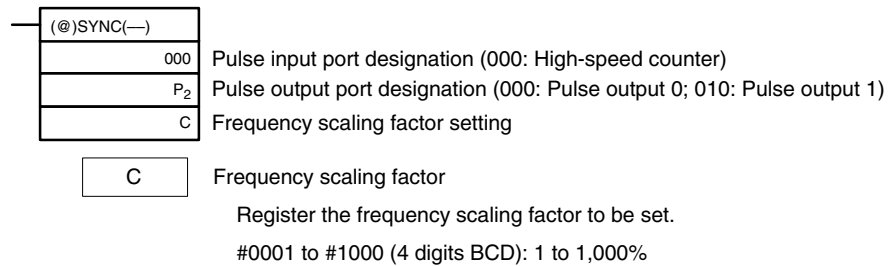 (@)SYNC(––)
000 Pulse input port designation (000: High-speed counter)
P2 Pulse output port designation (000: Pulse output 0; 010: Pulse output 1)
C Frequency scaling factor setting
C Frequency scaling factor
Register the frequency scaling factor to be set.
#0001 to #1000 (4 digits BCD): 1 to 1,000%